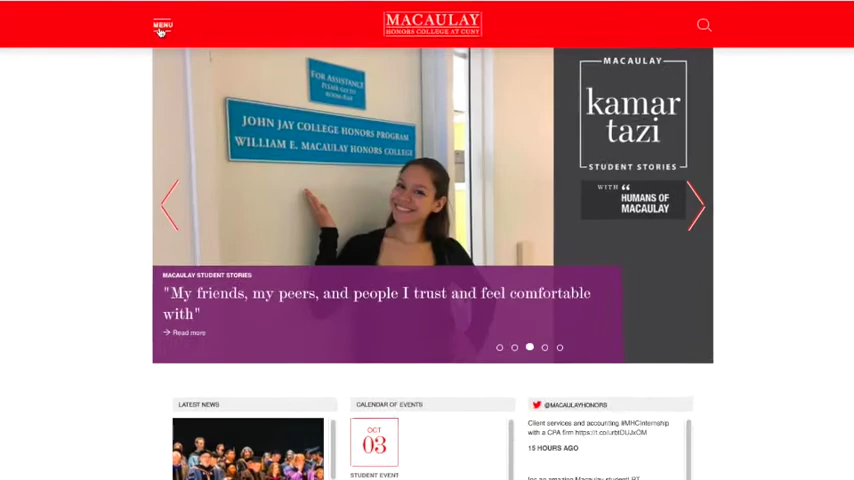 MENU
MACAULAY
HONORS COLLEGE AT CUNY
FOR ASSISTANCE
PLEASE GO TO
JOHN JAY COLLEGE HONORS PROGRAM
WILLIAM E. MACAULAY HONORS COLLEGE
MACAULAY
kamar
tazi
STUDENT STORIES
WITH “
HUMANS OF
MACAULAY
MACAULAY STUDENT STORIES
"My friends, my peers, and people I trust and feel comfortable
with"
→ Read more
LATEST NEWS
CALENDAR OF EVENTS
@MACAULAYHONORS
OCT
03
STUDENT EVENT
Client services and accounting #MHCInternship
with a CPA firm
15 HOURS AGO